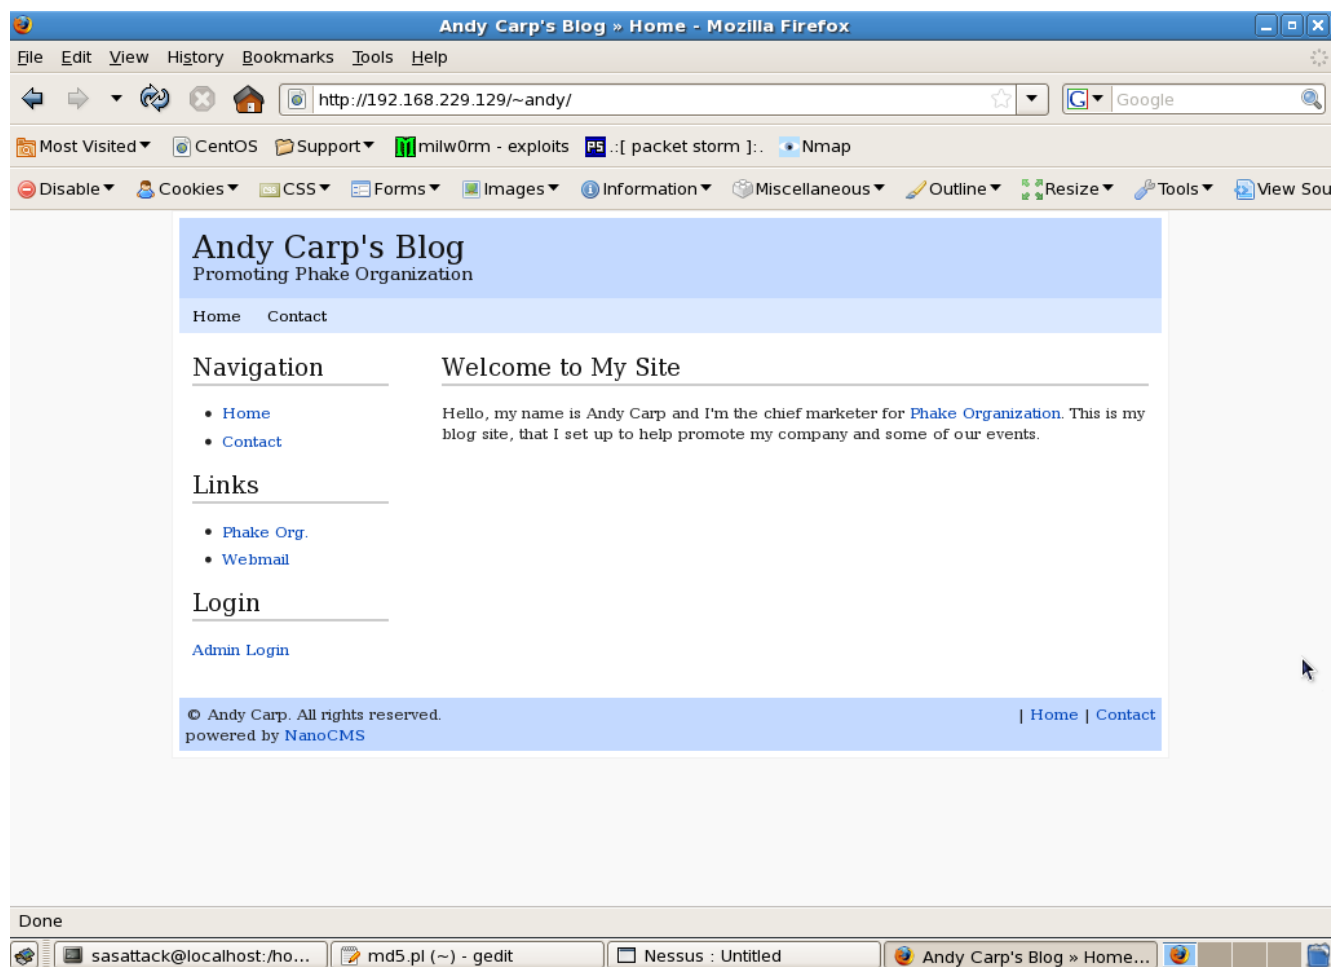 Andy Carp's Blog » Home - Mozilla Firefox
File Edit View History Bookmarks Tools Help
http://192.168.229.129/~andy/ G Google
Most Visited CentOS Support milw0rm - exploits PS .:[ packet storm ]:. Nmap
Disable Cookies CSS Forms Images Information Miscellaneous Outline Resize Tools View Sou
Andy Carp's Blog
Promoting Phake Organization
Home Contact
Navigation
Home
Contact
Links
Phake Org.
Webmail
Login
Admin Login
Welcome to My Site
Hello, my name is Andy Carp and I'm the chief marketer for Phake Organization. This is my
blog site, that I set up to help promote my company and some of our events.
© Andy Carp. All rights reserved.
powered by NanoCMS
| Home | Contact
Done
sasattack@localhost:/ho... md5.pl (~) - gedit Nessus : Untitled Andy Carp's Blog » Home...